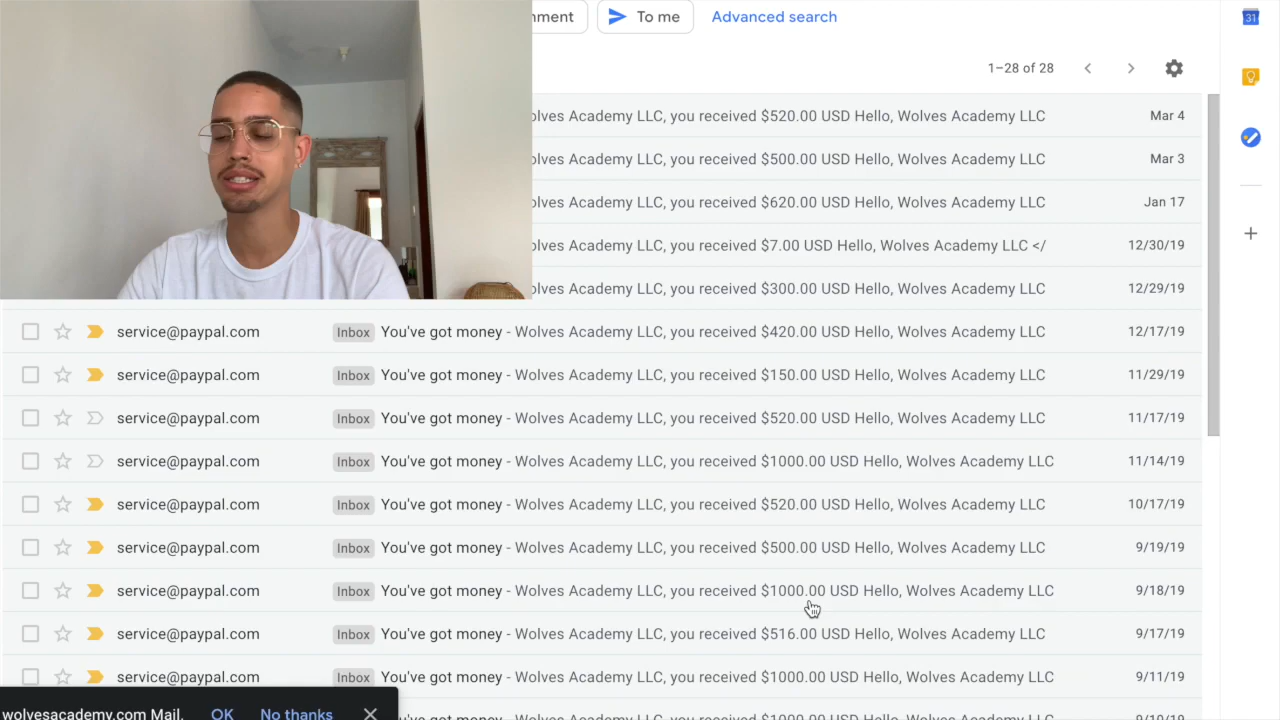 nment To me Advanced search
31
1–28 of 28
olves Academy LLC, you received $520.00 USD Hello, Wolves Academy LLC Mar 4
olves Academy LLC, you received $500.00 USD Hello, Wolves Academy LLC Mar 3
olves Academy LLC, you received $620.00 USD Hello, Wolves Academy LLC Jan 17
olves Academy LLC, you received $7.00 USD Hello, Wolves Academy LLC </ 12/30/19
olves Academy LLC, you received $300.00 USD Hello, Wolves Academy LLC 12/29/19
service@paypal.com Inbox You've got money - Wolves Academy LLC, you received $420.00 USD Hello, Wolves Academy LLC 12/17/19
service@paypal.com Inbox You've got money - Wolves Academy LLC, you received $150.00 USD Hello, Wolves Academy LLC 11/29/19
service@paypal.com Inbox You've got money - Wolves Academy LLC, you received $520.00 USD Hello, Wolves Academy LLC 11/17/19
service@paypal.com Inbox You've got money - Wolves Academy LLC, you received $1000.00 USD Hello, Wolves Academy LLC 11/14/19
service@paypal.com Inbox You've got money - Wolves Academy LLC, you received $520.00 USD Hello, Wolves Academy LLC 10/17/19
service@paypal.com Inbox You've got money - Wolves Academy LLC, you received $500.00 USD Hello, Wolves Academy LLC 9/19/19
service@paypal.com Inbox You've got money - Wolves Academy LLC, you received $1000.00 USD Hello, Wolves Academy LLC 9/18/19
service@paypal.com Inbox You've got money - Wolves Academy LLC, you received $516.00 USD Hello, Wolves Academy LLC 9/17/19
service@paypal.com Inbox You've got money - Wolves Academy LLC, you received $1000.00 USD Hello, Wolves Academy LLC 9/11/19
wolvesacademy.com Mail. OK No thanks